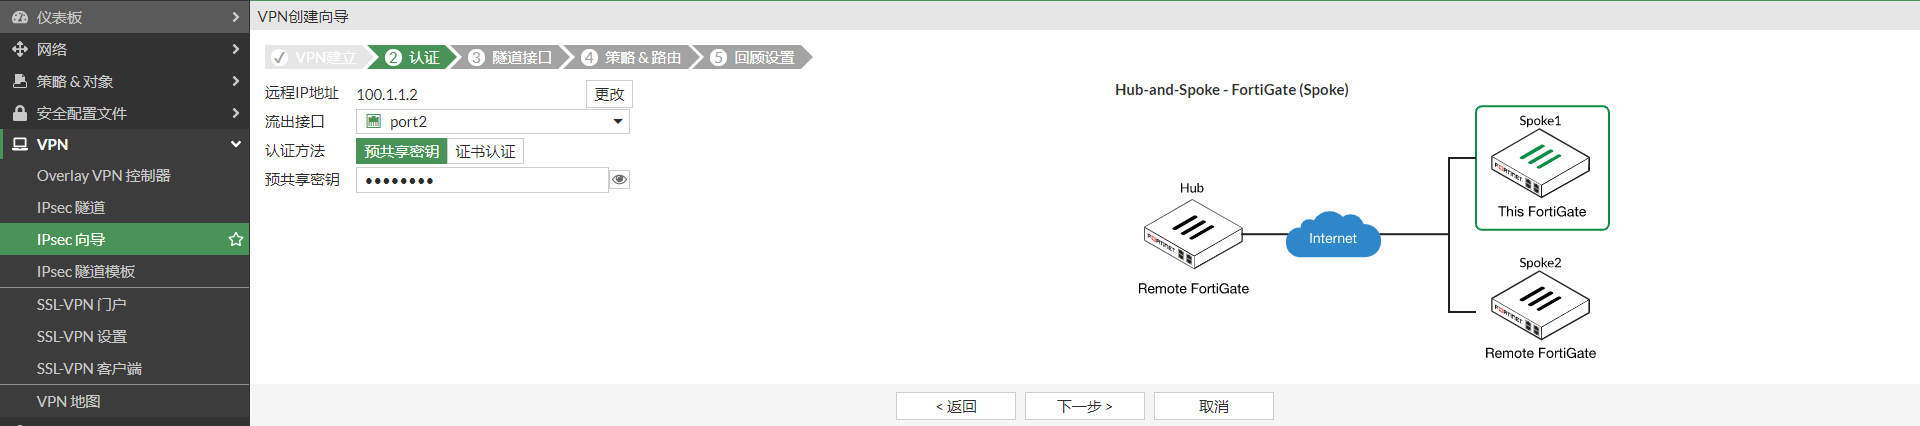 仪表板
网络
策略 & 对象
安全配置文件
VPN
Overlay VPN 控制器
IPsec 隧道
IPsec 向导
IPsec 隧道模板
SSL-VPN 门户
SSL-VPN 设置
SSL-VPN 客户端
VPN 地图
VPN创建向导
VPN建立 2 认证 3 隧道接口 4 策略 & 路由 5 回顾设置
远程IP地址 100.1.1.2 更改
流出接口 port2
认证方法 预共享密钥 证书认证
预共享密钥 ••••••••
Hub-and-Spoke - FortiGate (Spoke)
Spoke1
FORTINET
This FortiGate
Hub
FORTINET
Internet
Remote FortiGate
Spoke2
FORTINET
Remote FortiGate
< 返回 下一步 > 取消